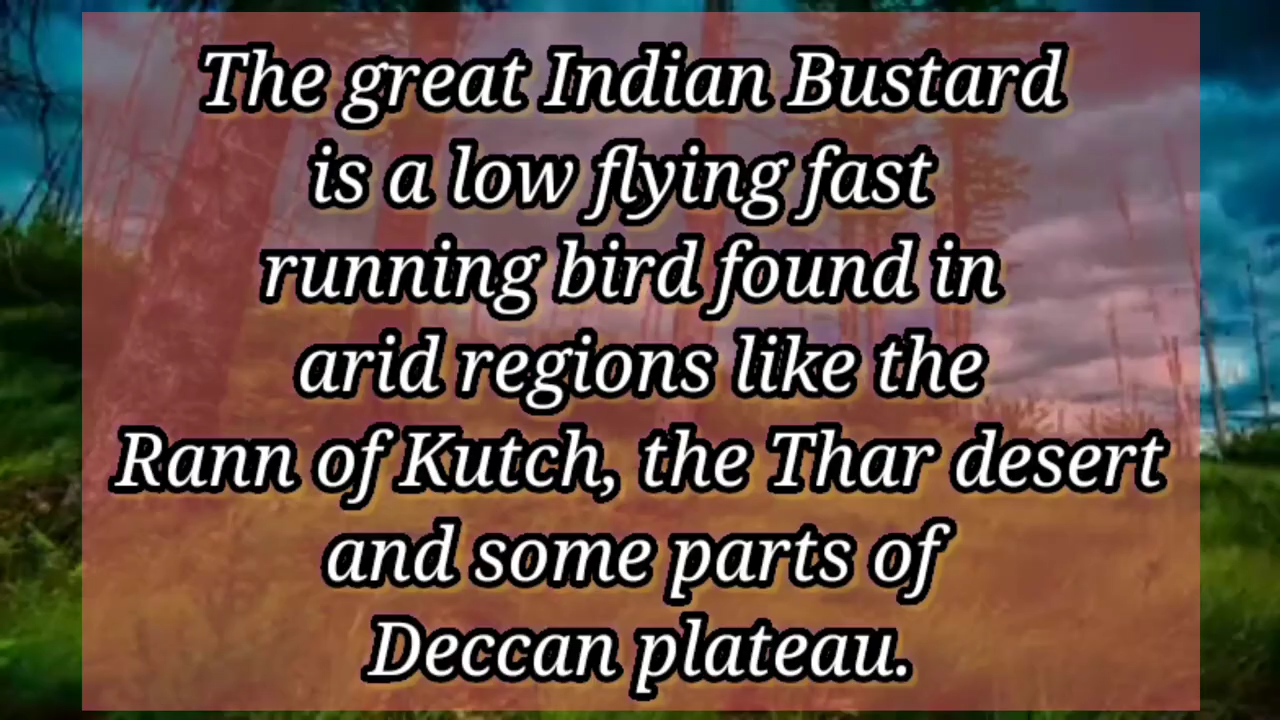 The great Indian Bustard
is a low flying fast
running bird found in
arid regions like the
Rann of Kutch, the Thar desert
and some parts of
Deccan plateau.